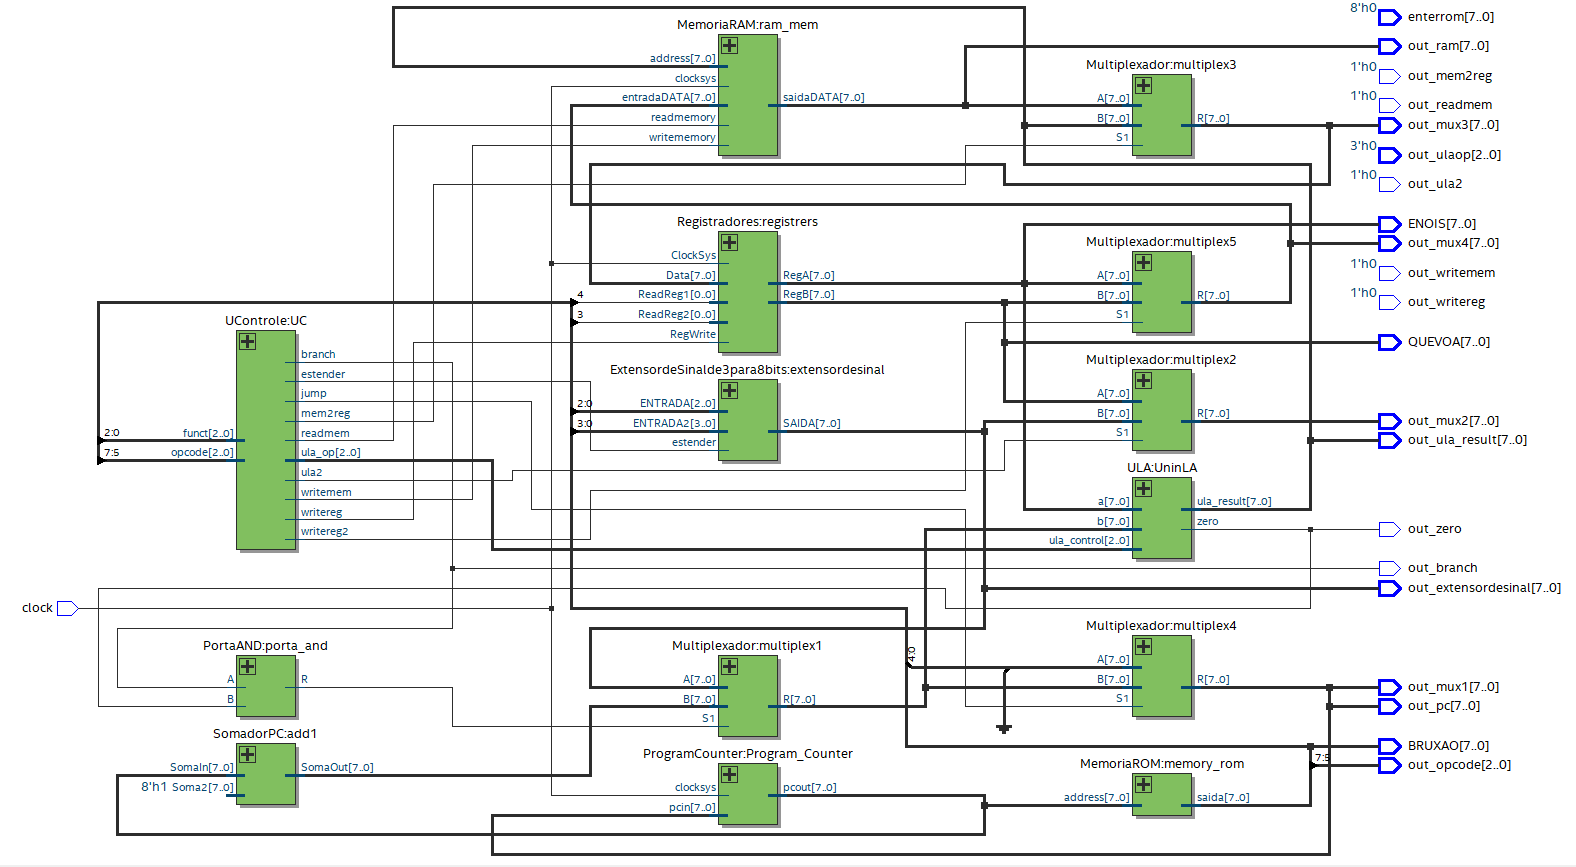 8'h0 enterrom[7..0]
MemoriaRAM:ram_mem
address[7..0]
clocksys
entradaDATA[7..0]
readmemory
writememory
saidaDATA[7..0]
out_ram[7..0]
Multiplexador:multiplex3
A[7..0]
B[7..0]
S1
R[7..0]
1'h0 out_mem2reg
1'h0 out_readmem
out_mux3[7..0]
3'h0 out_ulaop[2..0]
1'h0 out_ula2
Registradores:registrers
ClockSys
Data[7..0]
4 ReadReg1[0..0]
3 ReadReg2[0..0]
RegWrite
RegA[7..0]
RegB[7..0]
Multiplexador:multiplex5
A[7..0]
B[7..0]
S1
R[7..0]
ENOIS[7..0]
out_mux4[7..0]
1'h0 out_writemem
1'h0 out_writereg
QUEVOA[7..0]
UControle:UC
2:0 funct[2..0]
7:5 opcode[2..0]
branch
estender
jump
mem2reg
readmem
ula_op[2..0]
ula2
writemem
writereg
writereg2
ExtensordeSinalde3para8bits:extensordesinal
2:0 ENTRADA[2..0]
3:0 ENTRADA2[3..0]
estender
SAIDA[7..0]
Multiplexador:multiplex2
A[7..0]
B[7..0]
S1
R[7..0]
out_mux2[7..0]
out_ula_result[7..0]
ULA:UninLA
a[7..0]
b[7..0]
ula_control[2..0]
ula_result[7..0]
zero
out_zero
out_branch
out_extensordesinal[7..0]
clock
PortaAND:porta_and
A
B
R
Multiplexador:multiplex1
A[7..0]
B[7..0]
S1
R[7..0]
4:0
Multiplexador:multiplex4
A[7..0]
B[7..0]
S1
R[7..0]
out_mux1[7..0]
out_pc[7..0]
SomadorPC:add1
SomaIn[7..0]
8'h1 Soma2[7..0]
SomaOut[7..0]
ProgramCounter:Program_Counter
clocksys
pcin[7..0]
pcout[7..0]
MemoriaROM:memory_rom
address[7..0]
saida[7..0]
BRUXAO[7..0]
7:5 out_opcode[2..0]